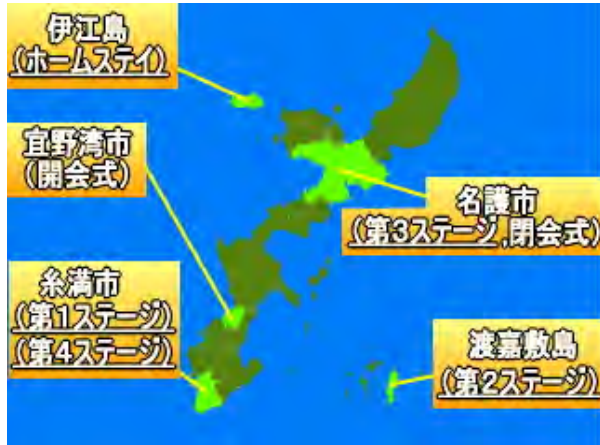 伊江島
(ホームステイ)
宜野湾市
(開会式)
名護市
(第3ステージ,閉会式)
糸満市
(第1ステージ)
(第4ステージ)
渡嘉敷島
(第2ステージ)